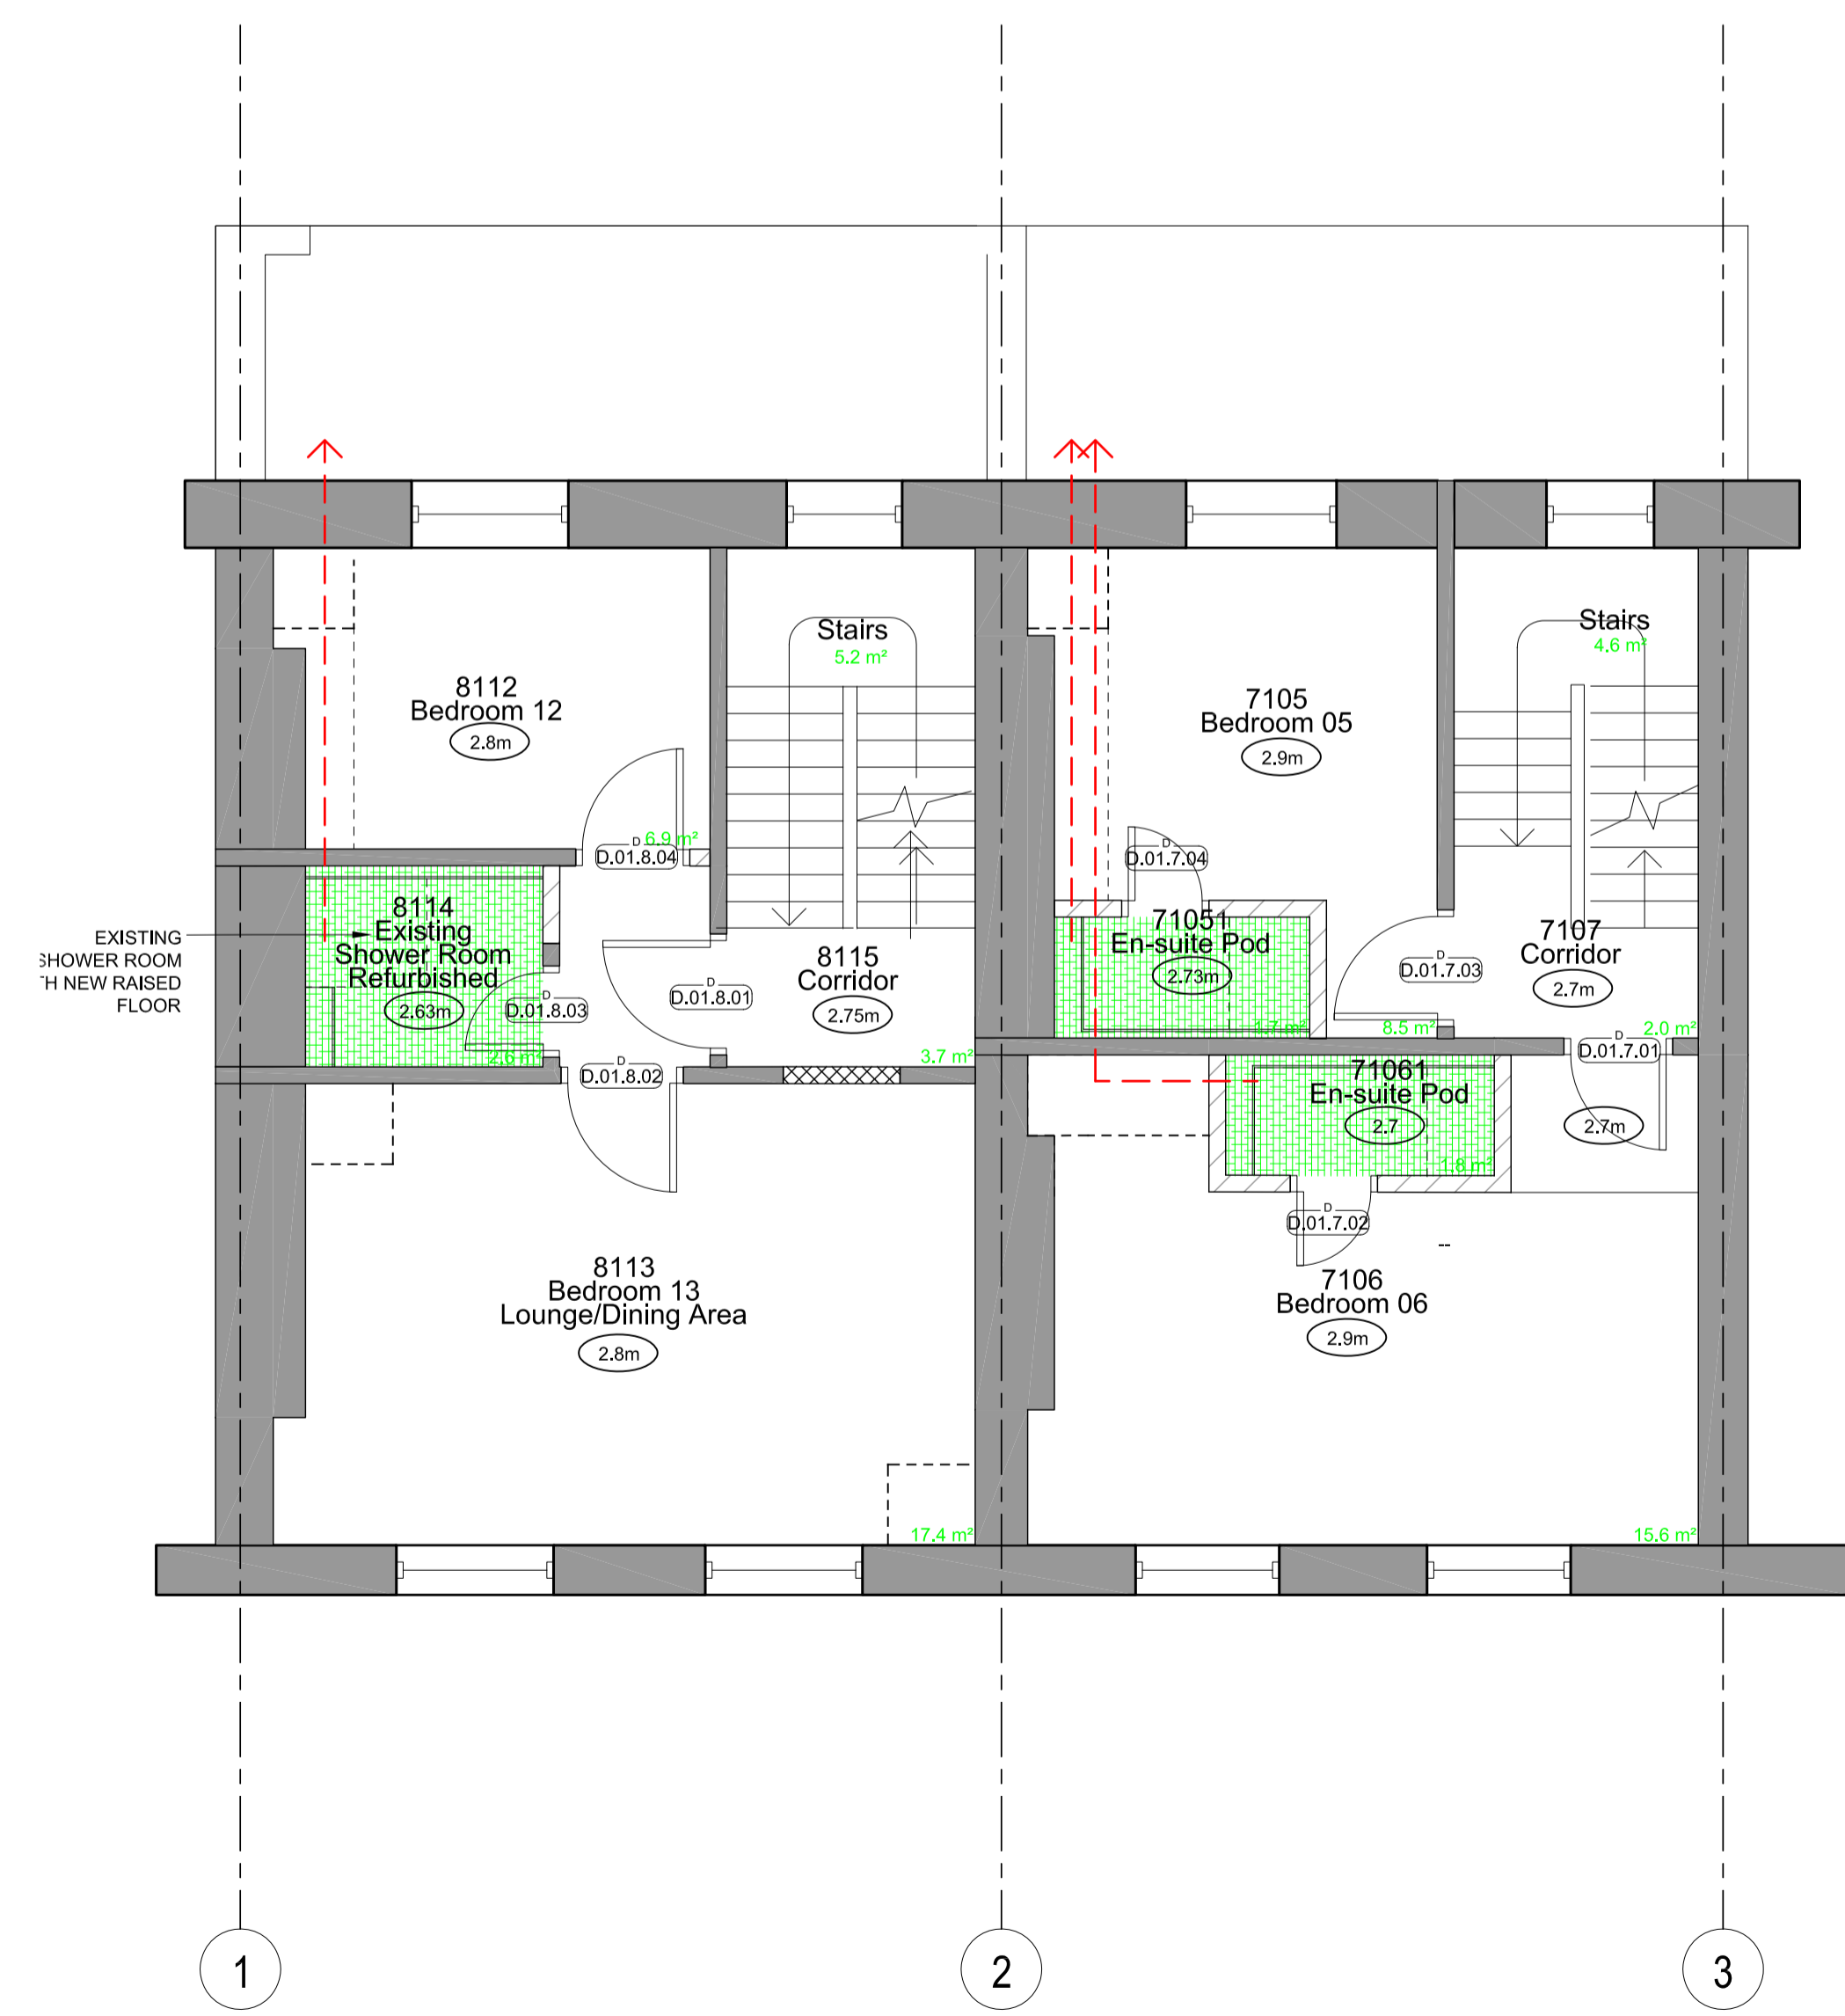 Stairs
5.2 m²
Stairs
4.6 m²
8112
Bedroom 12
2.8m
7105
Bedroom 05
2.9m
6.9 m²
D
D.01.8.04
D
D.01.7.04
8114
Existing
Shower Room
Refurbished
2.63m
2.6 m²
EXISTING
SHOWER ROOM
TH NEW RAISED
FLOOR
D
D.01.8.03
D
D.01.8.01
8115
Corridor
2.75m
3.7 m²
D
D.01.8.02
71051
En-suite Pod
2.73m
1.7 m²
8.5 m²
D
D.01.7.03
7107
Corridor
2.7m
2.0 m²
D
D.01.7.01
71061
En-suite Pod
2.7
1.8 m²
2.7m
D
D.01.7.02
--
8113
Bedroom 13
Lounge/Dining Area
2.8m
17.4 m²
7106
Bedroom 06
2.9m
15.6 m²
1
2
3